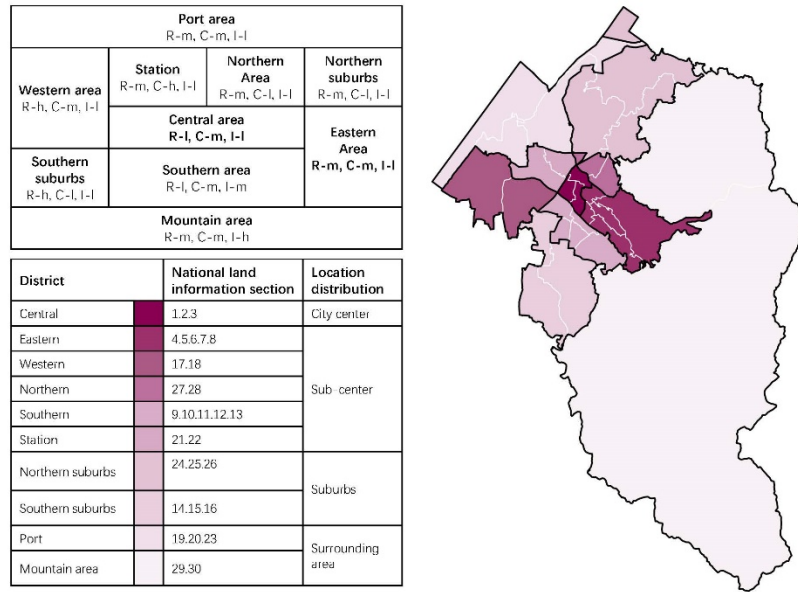 Port area
R-m, C-m, I-l
Western area
R-h, C-m, I-l
Station
R-m, C-h, I-l
Northern
Area
R-m, C-l, I-l
Northern
suburbs
R-m, C-l, I-l
Central area
R-l, C-m, I-l
Eastern
Area
R-m, C-m, I-l
Southern
suburbs
R-h, C-l, I-l
Southern area
R-l, C-m, I-m
Mountain area
R-m, C-m, I-h
District
National land
information section
Location
distribution
Central
1.2.3
City center
Eastern
4.5.6.7.8
Western
17.18
Northern
27.28
Sub-center
Southern
9.10.11.12.13
Station
21.22
Northern suburbs
24.25.26
Suburbs
Southern suburbs
14.15.16
Port
19.20.23
Surrounding
area
Mountain area
29.30